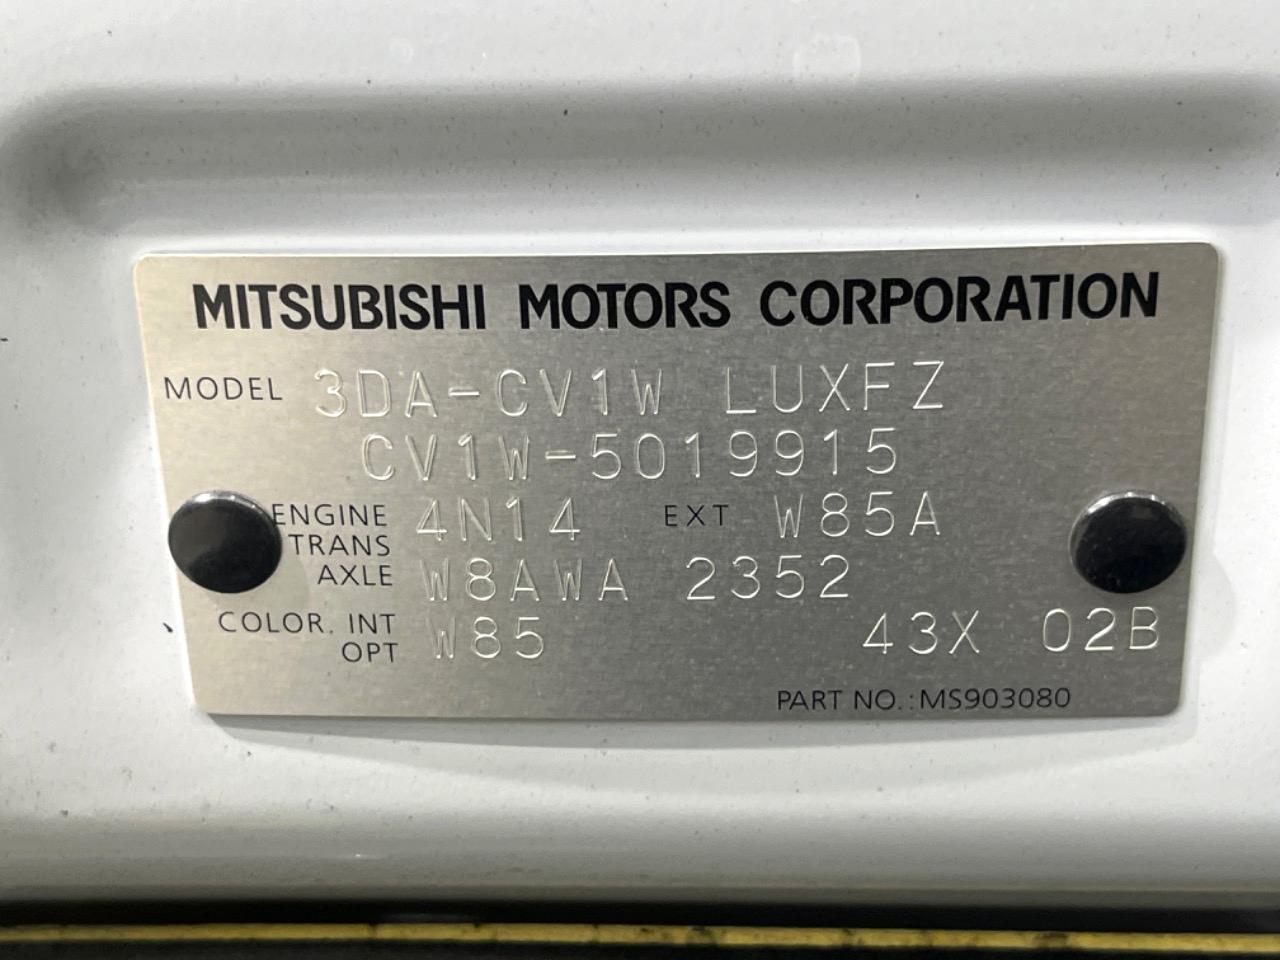 MITSUBISHI MOTORS CORPORATION
MODEL 3DA-CV1W LUXFZ
CV1W-5019915
ENGINE 4N14 EXT W85A
TRANS
AXLE W8AWA 2352
COLOR. INT W85 43X 02B
OPT
PART NO.:MS903080